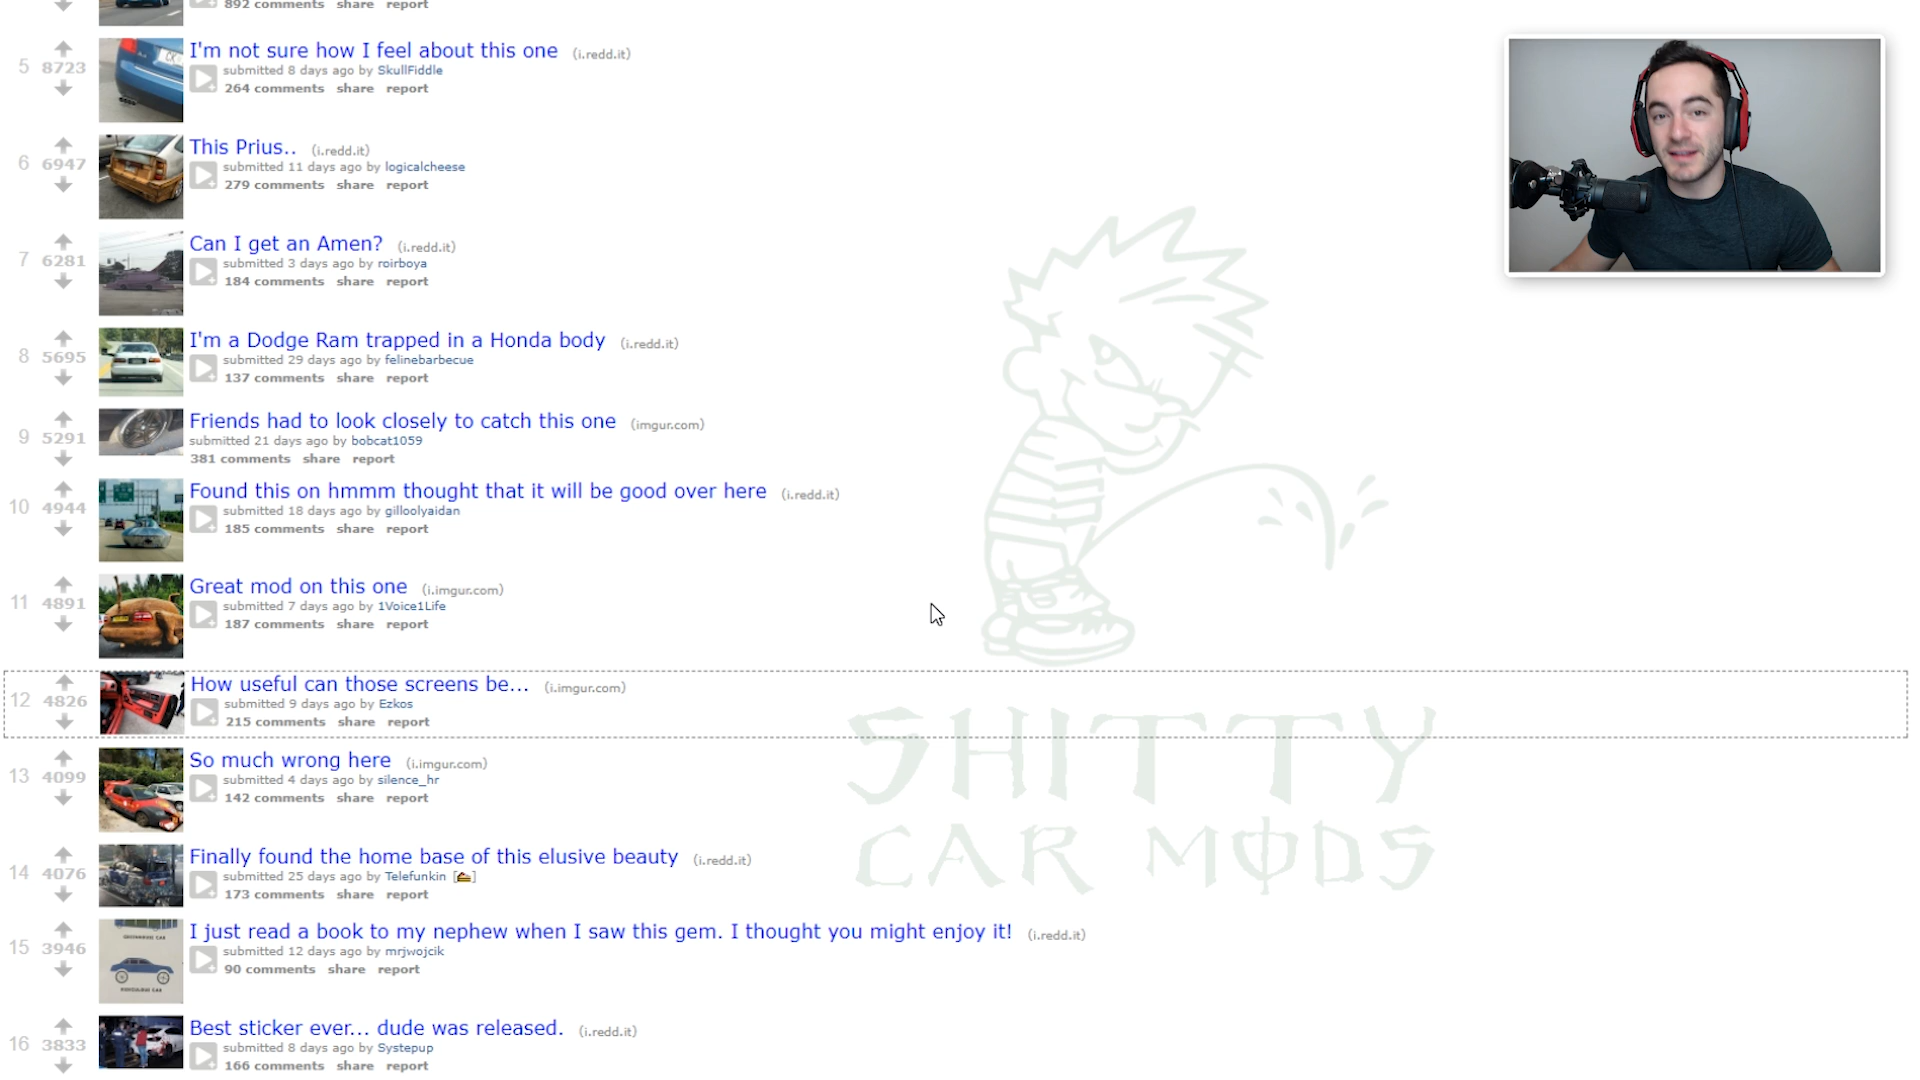 892 comments share report
I'm not sure how I feel about this one (i.redd.it)
5 8723
submitted 8 days ago by SkullFiddle
264 comments share report
This Prius.. (i.redd.it)
6 6947
submitted 11 days ago by logicalcheese
279 comments share report
Can I get an Amen? (i.redd.it)
7 6281
submitted 3 days ago by roirboya
184 comments share report
I'm a Dodge Ram trapped in a Honda body (i.redd.it)
8 5695
submitted 29 days ago by felinebarbecue
137 comments share report
Friends had to look closely to catch this one (imgur.com)
9 5291
submitted 21 days ago by bobcat1059
381 comments share report
Found this on hmmm thought that it will be good over here (i.redd.it)
10 4944
submitted 18 days ago by gilloolyaidan
185 comments share report
Great mod on this one (i.imgur.com)
11 4891
submitted 7 days ago by 1Voice1Life
187 comments share report
How useful can those screens be... (i.imgur.com)
12 4826
submitted 9 days ago by Ezkos
215 comments share report
So much wrong here (i.imgur.com)
13 4099
submitted 4 days ago by silence_hr
142 comments share report
Finally found the home base of this elusive beauty (i.redd.it)
14 4076
submitted 25 days ago by Telefunkin []
173 comments share report
I just read a book to my nephew when I saw this gem. I thought you might enjoy it! (i.redd.it)
15 3946
submitted 12 days ago by mrjwojcik
90 comments share report
Best sticker ever... dude was released. (i.redd.it)
16 3833
submitted 8 days ago by Systepup
166 comments share report
SHITTY
CAR MODS